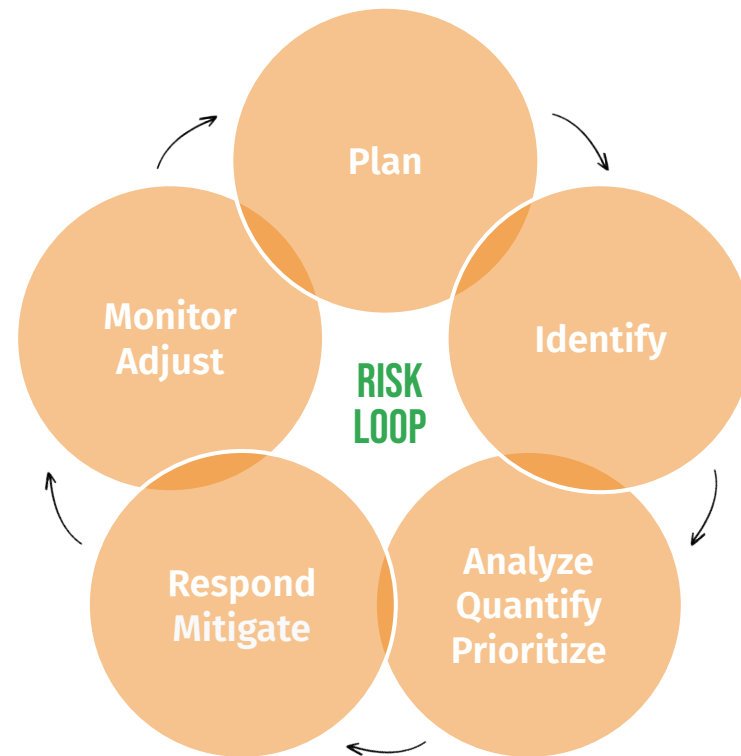 Plan
Identify
Analyze
Quantify
Prioritize
Respond
Mitigate
Monitor
Adjust
RISK
LOOP